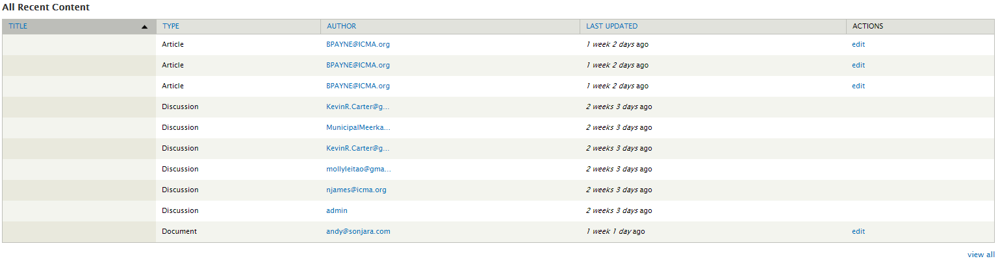 All Recent Content
TITLE TYPE AUTHOR LAST UPDATED ACTIONS
Article BPAYNE@ICMA.org 1 week 2 days ago edit
Article BPAYNE@ICMA.org 1 week 2 days ago edit
Article BPAYNE@ICMA.org 1 week 2 days ago edit
Discussion KevinR.Carter@g... 2 weeks 3 days ago
Discussion MunicipalMeerka... 2 weeks 3 days ago
Discussion KevinR.Carter@g... 2 weeks 3 days ago
Discussion mollyleitao@gma... 2 weeks 3 days ago
Discussion njames@icma.org 2 weeks 3 days ago
Discussion admin 2 weeks 3 days ago
Document andy@sonjara.com 1 week 1 day ago edit
view all